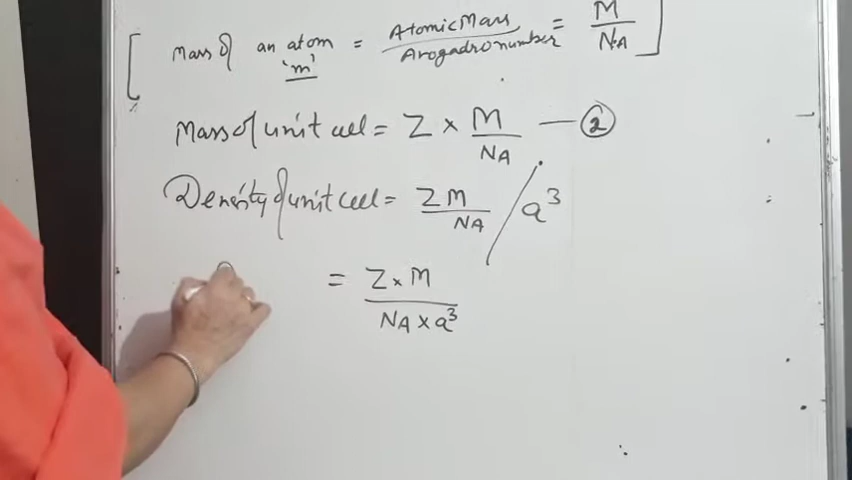 [ Mass of an atom 'm' = Atomic Mass / Avogadro number = M / NA ]
Mass of unit cell = Z × M / NA — ②
Density of unit cell = ZM / NA / a³
= Z × M / NA × a³